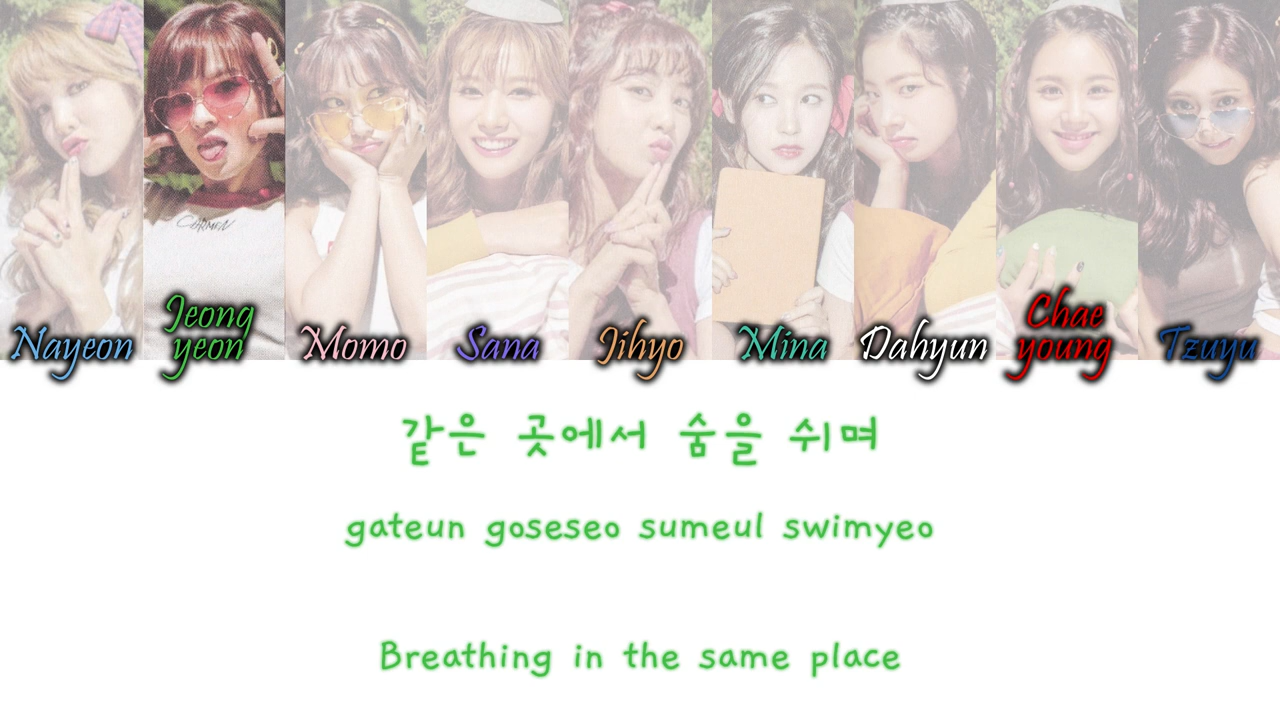 CARMEN
Nayeon
Jeong
yeon
Momo
Sana
Jihyo
Mina
Dahyun
Chae
young
Tzuyu
같은 곳에서 숨을 쉬며
gateun goseseo sumeul swimyeo
Breathing in the same place